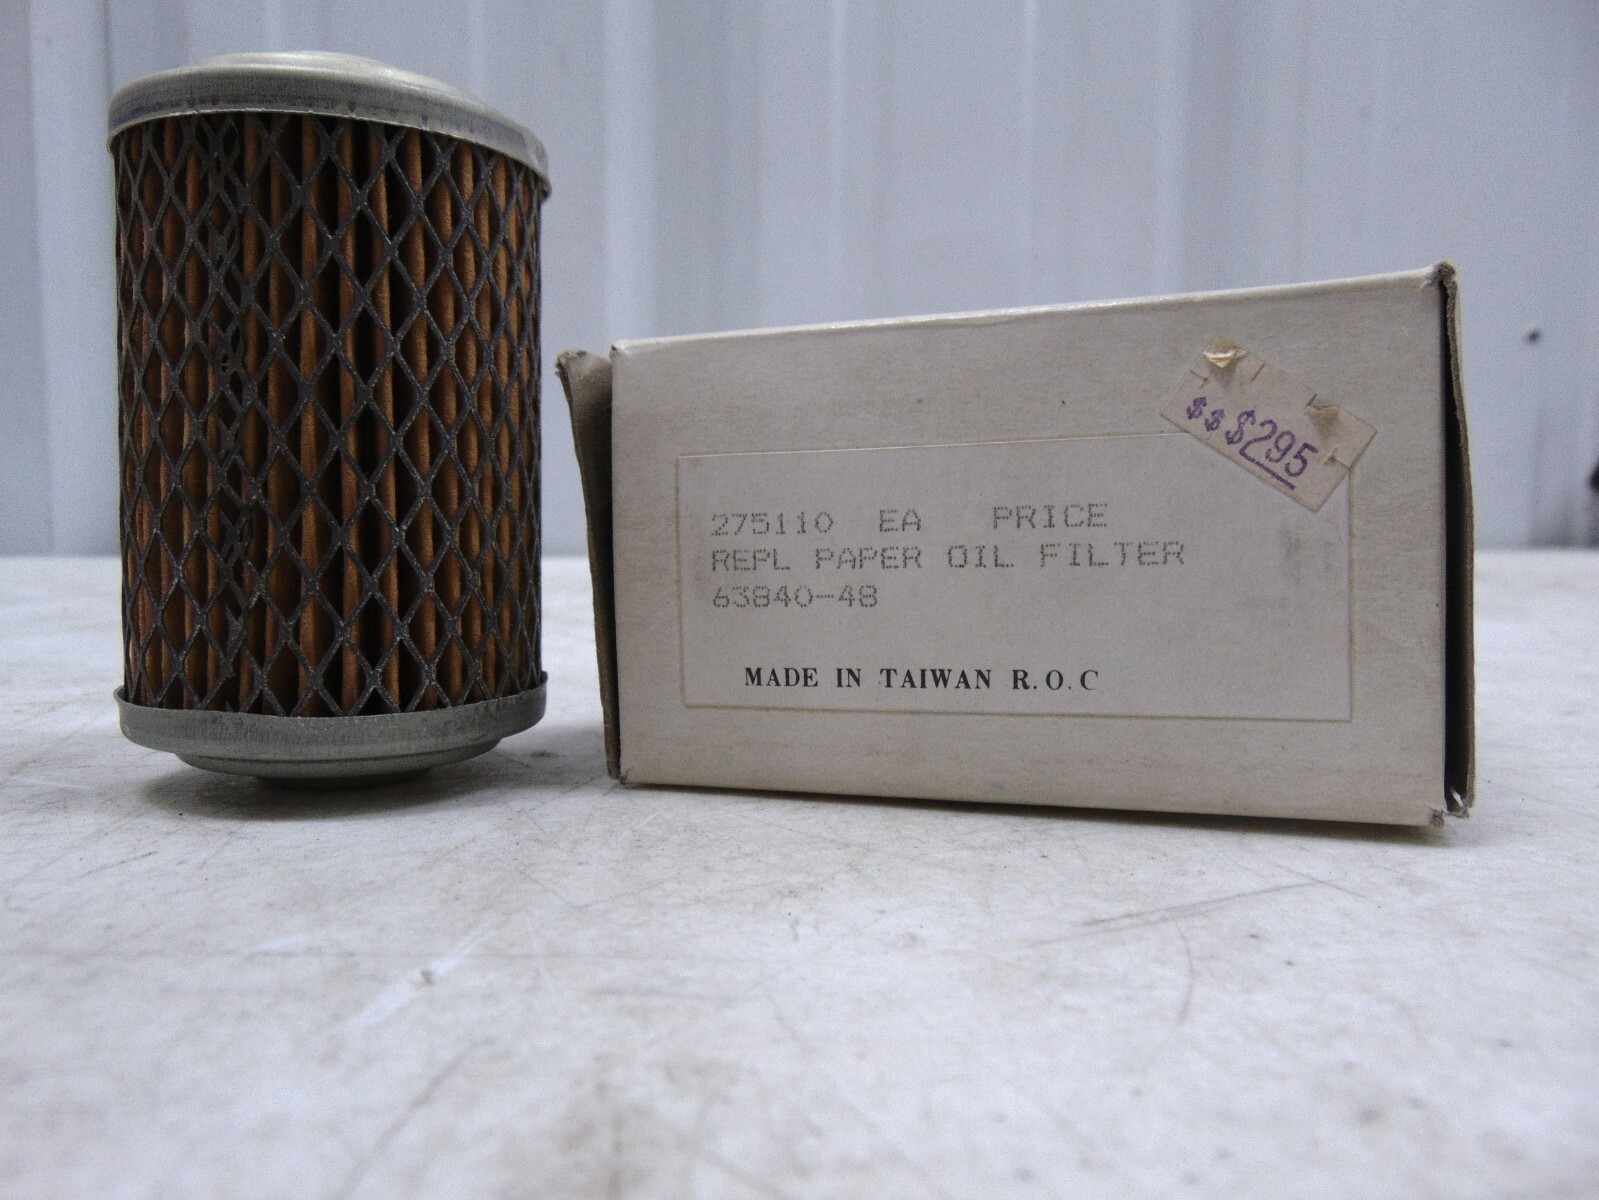 $$$295
275110 EA PRICE
REPL PAPER OIL FILTER
63840-48
MADE IN TAIWAN R.O.C